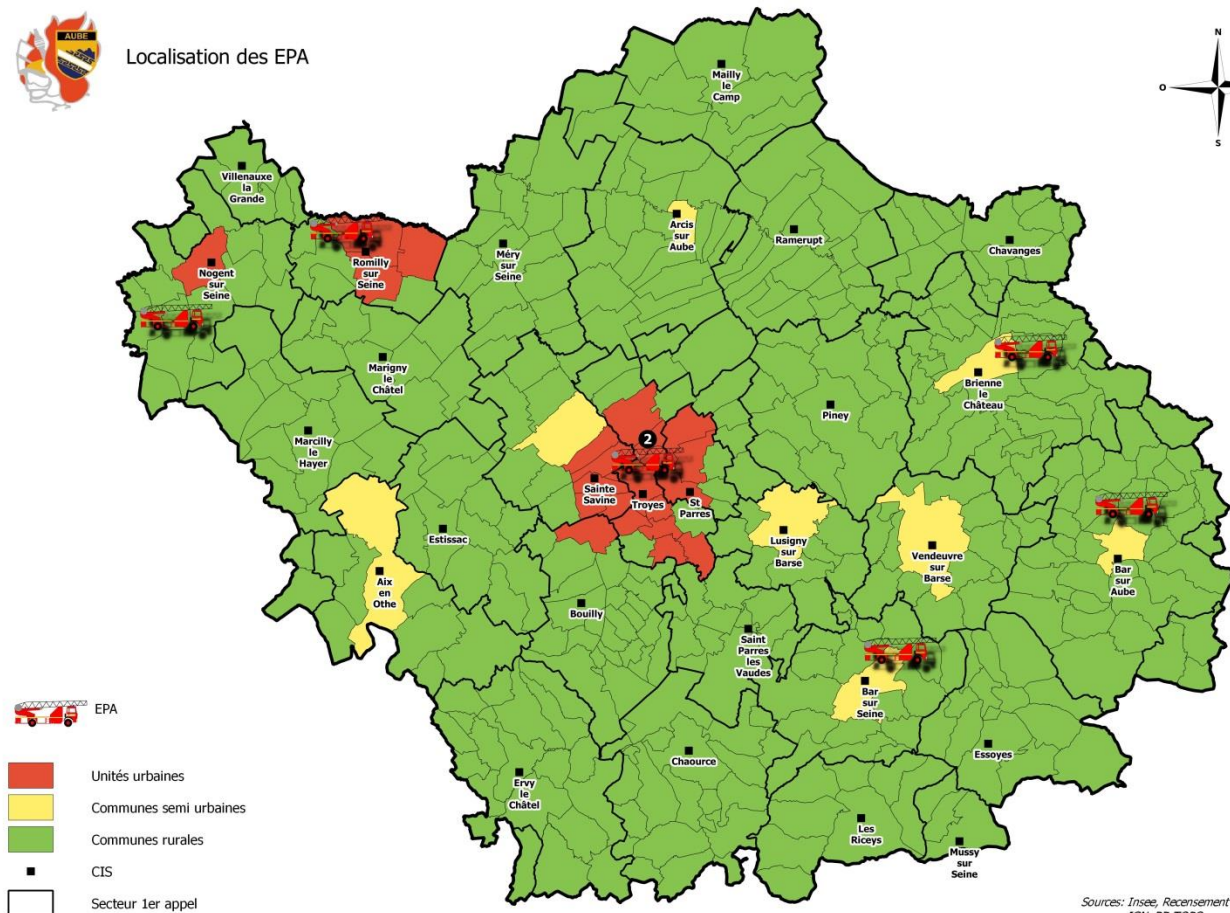 AUBE
Localisation des EPA
N
O
S
Mailly
le
Camp
Villenauxe
la
Grande
Arcis
sur
Aube
Ramerupt
Chavanges
Nogent
sur
Seine
Romilly
sur
Seine
Méry
sur
Seine
Marigny
le
Châtel
Brienne
le
Château
Piney
Marcilly
le
Hayer
2
Sainte
Savine
Troyes
St
Parres
Estissac
Lusigny
sur
Barse
Vendeuvre
sur
Barse
Bar
sur
Aube
Aix
en
Othe
Bouilly
Saint
Parres
les
Vaudes
Bar
sur
Seine
Chaource
Essoyes
Ervy
le
Châtel
Les
Riceys
Mussy
sur
Seine
EPA
Unités urbaines
Communes semi urbaines
Communes rurales
CIS
Secteur 1er appel
Sources: Insee, Recensement